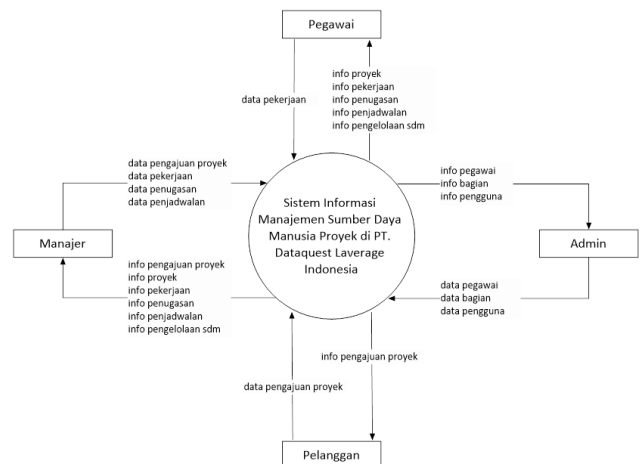 Pegawai
info proyek
info pekerjaan
info penugasan
info penjadwalan
info pengelolaan sdm
data pekerjaan
data pengajuan proyek
data pekerjaan
data penugasan
data penjadwalan
info pegawai
info bagian
info pengguna
Sistem Informasi
Manajemen Sumber Daya
Manusia Proyek di PT.
Dataquest Laverage
Indonesia
Manajer
Admin
info pengajuan proyek
info proyek
info pekerjaan
info penugasan
info penjadwalan
info pengelolaan sdm
data pegawai
data bagian
data pengguna
info pengajuan proyek
data pengajuan proyek
Pelanggan